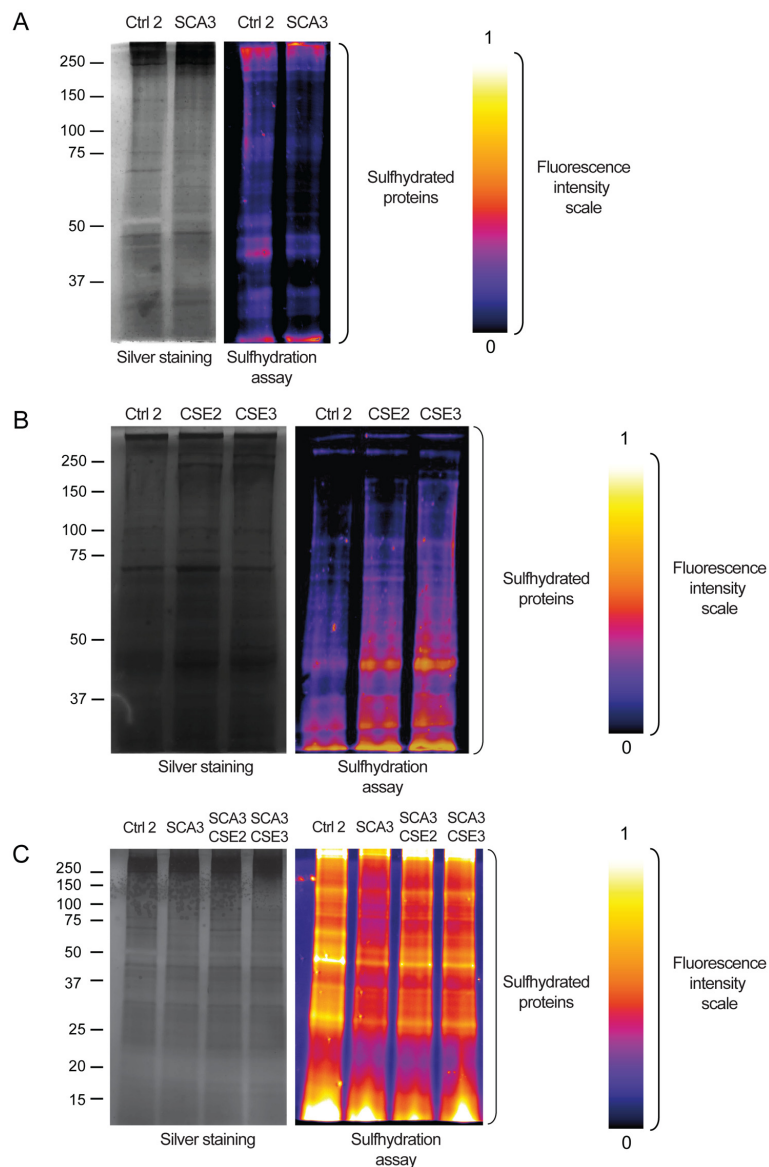 A
Ctrl 2 SCA3 Ctrl 2 SCA3
1
250
150
100
75
50
37
Sulfhydrated
proteins
Fluorescence
intensity
scale
0
Silver staining Sulfhydration
assay
B
Ctrl 2 CSE2 CSE3 Ctrl 2 CSE2 CSE3
1
250
150
100
75
50
37
Sulfhydrated
proteins
Fluorescence
intensity
scale
0
Silver staining Sulfhydration
assay
C
Ctrl 2 SCA3 SCA3 CSE2 SCA3 CSE3 Ctrl 2 SCA3 SCA3 CSE2 SCA3 CSE3
1
250
150
100
75
50
37
25
20
15
Sulfhydrated
proteins
Fluorescence
intensity
scale
0
Silver staining Sulfhydration
assay